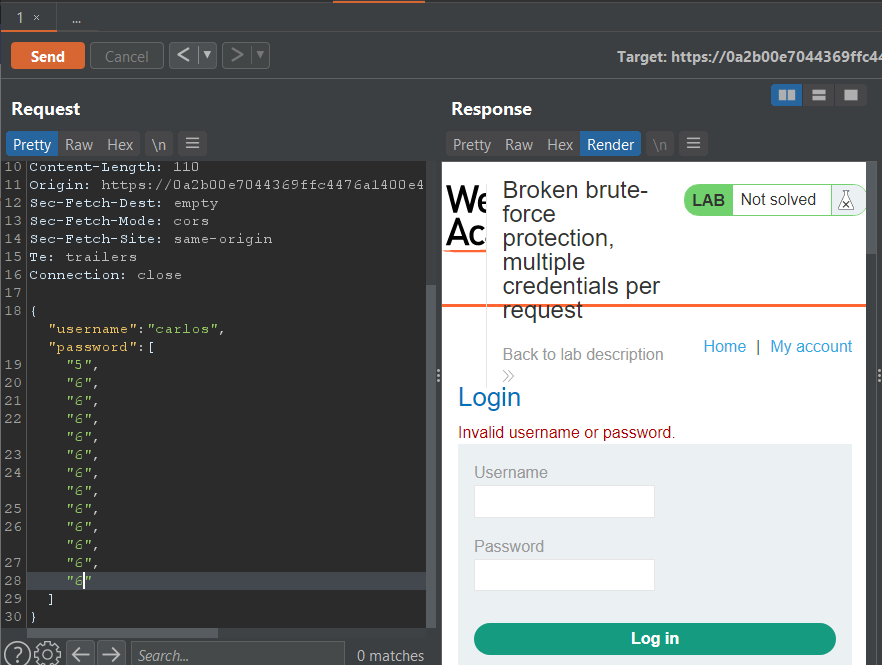 1 × ...
Send Cancel < ▼ > ▼ Target: https://0a2b00e7044369ffc44
Request
Pretty Raw Hex \n ≡
10 Content-Length: 110
11 Origin: https://0a2b00e7044369ffc4476a1400e4
12 Sec-Fetch-Dest: empty
13 Sec-Fetch-Mode: cors
14 Sec-Fetch-Site: same-origin
15 Te: trailers
16 Connection: close
17
18 {
"username":"carlos",
"password":[
19 "5",
20 "6",
21 "6",
22 "6",
"6",
23 "6",
24 "6",
"6",
25 "6",
26 "6",
"6",
27 "6",
28 "6"
29 ]
30 }
? Search... 0 matches
Response
Pretty Raw Hex Render \n ≡
We
Ac
Broken brute-
force
protection,
multiple
credentials per
request
LAB Not solved
Back to lab description
Home | My account
Login
Invalid username or password.
Username
Password
Log in